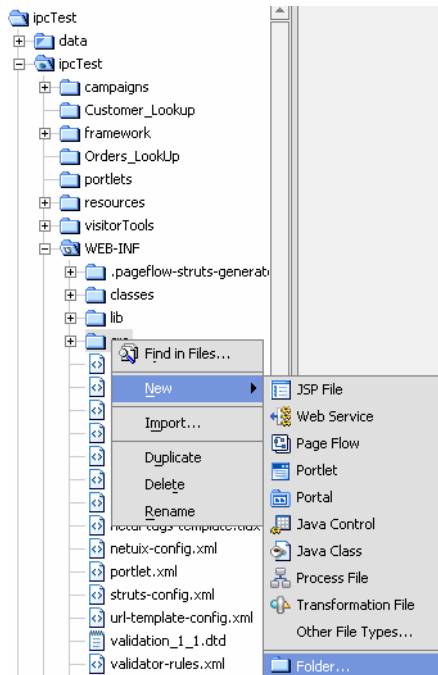 ipcTest
data
ipcTest
campaigns
Customer_Lookup
framework
Orders_LookUp
portlets
resources
visitorTools
WEB-INF
.pageflow-struts-generat
classes
lib
Find in Files...
New
Import...
Duplicate
Delete
Rename
JSP File
Web Service
Page Flow
Portlet
Portal
Java Control
Java Class
Process File
Transformation File
Other File Types...
Folder...
netuix-config.xml
portlet.xml
struts-config.xml
url-template-config.xml
validation_1_1.dtd
validator-rules.xml